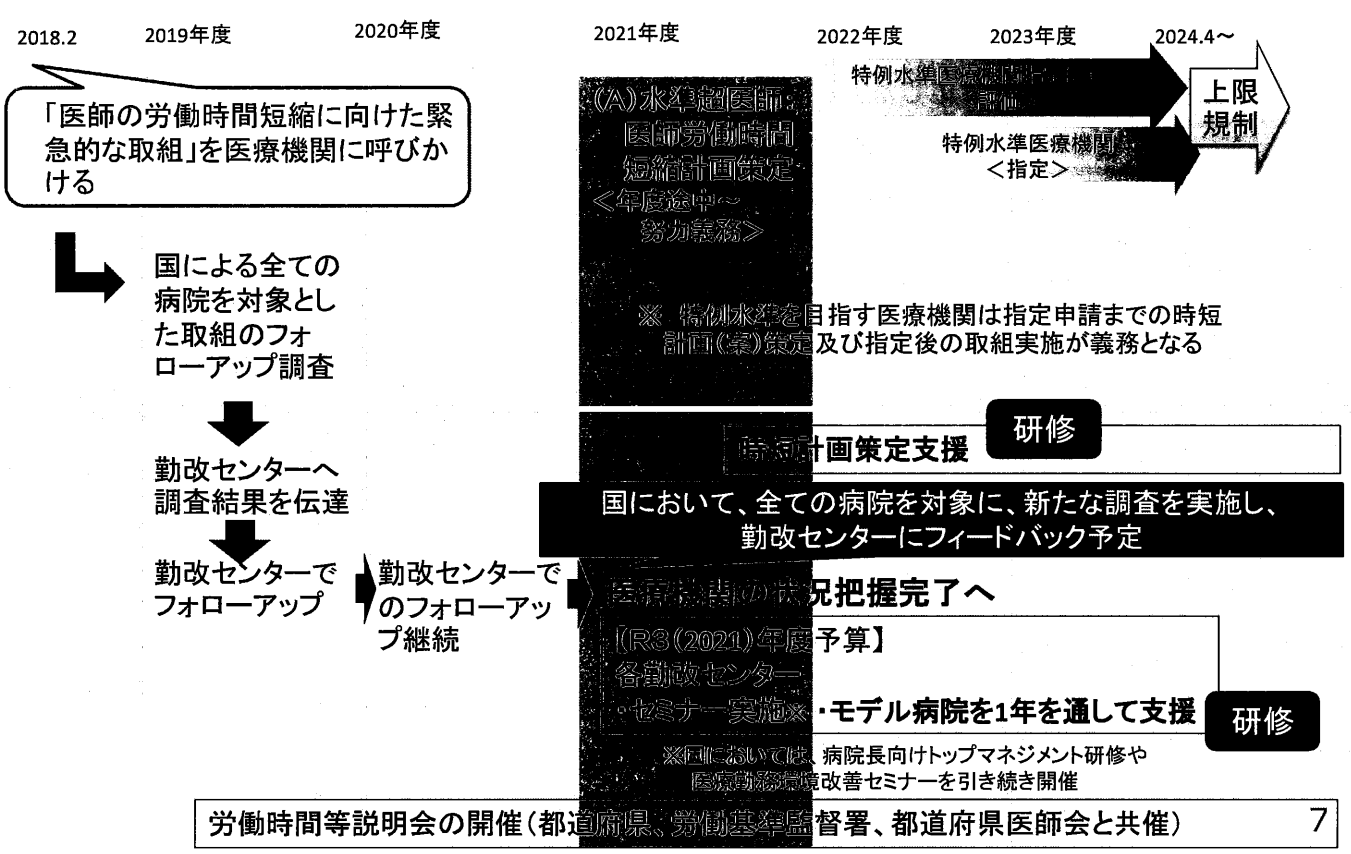 2018.2
2019年度
2020年度
2021年度
2022年度
2023年度
2024.4～
「医師の労働時間短縮に向けた緊
急的な取組」を医療機関に呼びか
ける
(A)水準超医師:
医師労働時間
短縮計画策定
＜年度途中～
努力義務＞
特例水準医療機関
評価
特例水準医療機関
＜指定＞
上限
規制
国による全ての
病院を対象とし
た取組のフォ
ローアップ調査
※ 特例水準を目指す医療機関は指定申請までの時短
計画(案)策定及び指定後の取組実施が義務となる
勤改センターへ
調査結果を伝達
研修
時短計画策定支援
国において、全ての病院を対象に、新たな調査を実施し、
勤改センターにフィードバック予定
勤改センターで
フォローアップ
勤改センターで
のフォローアッ
プ継続
医療機関の状況把握完了へ
【R3(2021)年度予算】
各勤改センター
・セミナー実施※ ・モデル病院を1年を通して支援
研修
※国においては、病院長向けトップマネジメント研修や
医療勤務環境改善セミナーを引き続き開催
労働時間等説明会の開催(都道府県、労働基準監督署、都道府県医師会と共催)
7